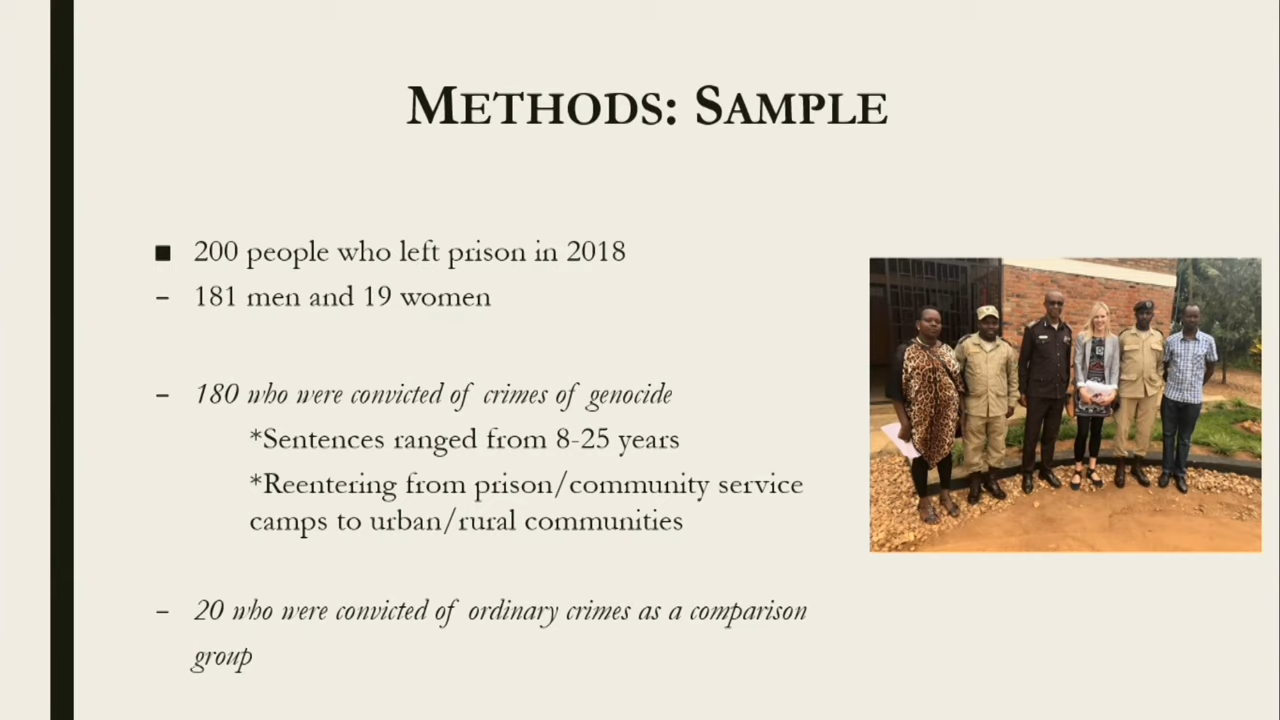 METHODS: SAMPLE
■ 200 people who left prison in 2018
– 181 men and 19 women
– 180 who were convicted of crimes of genocide
*Sentences ranged from 8-25 years
*Reentering from prison/community service
camps to urban/rural communities
– 20 who were convicted of ordinary crimes as a comparison
group